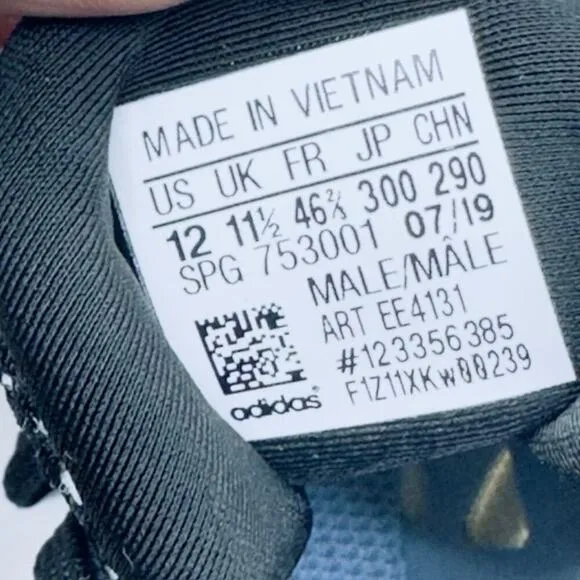 MADE IN VIETNAM
US UK FR JP CHN
12 11½ 46⅔ 300 290
SPG 753001 07/19
MALE/MÂLE
ART EE4131
#123356385
F1Z11XKW00239
adidas®